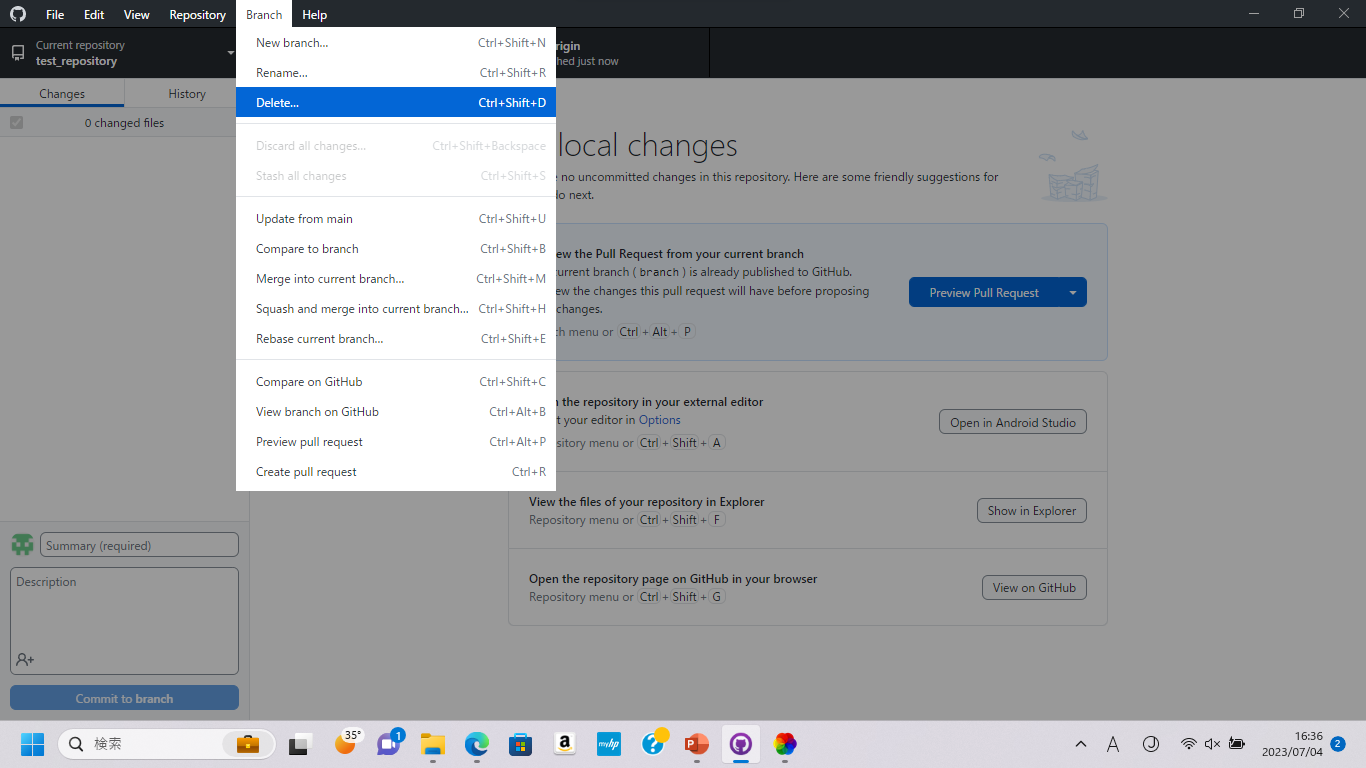 File Edit View Repository Branch Help
Current repository
test_repository
rigin
hed just now
Changes History
0 changed files
New branch... Ctrl+Shift+N
Rename... Ctrl+Shift+R
Delete... Ctrl+Shift+D
Discard all changes... Ctrl+Shift+Backspace
Stash all changes Ctrl+Shift+S
Update from main Ctrl+Shift+U
Compare to branch Ctrl+Shift+B
Merge into current branch... Ctrl+Shift+M
Squash and merge into current branch... Ctrl+Shift+H
Rebase current branch... Ctrl+Shift+E
Compare on GitHub Ctrl+Shift+C
View branch on GitHub Ctrl+Alt+B
Preview pull request Ctrl+Alt+P
Create pull request Ctrl+R
local changes
no uncommitted changes in this repository. Here are some friendly suggestions for
o next.
ew the Pull Request from your current branch
urrent branch ( branch ) is already published to GitHub.
ew the changes this pull request will have before proposing
changes.
h menu or Ctrl + Alt + P
Preview Pull Request
the repository in your external editor
t your editor in Options
sitory menu or Ctrl + Shift + A
Open in Android Studio
View the files of your repository in Explorer
Repository menu or Ctrl + Shift + F
Show in Explorer
Open the repository page on GitHub in your browser
Repository menu or Ctrl + Shift + G
View on GitHub
Summary (required)
Description
Commit to branch
検索
35°
1
a
myhp
?
P
A
J
16:36
2023/07/04
2